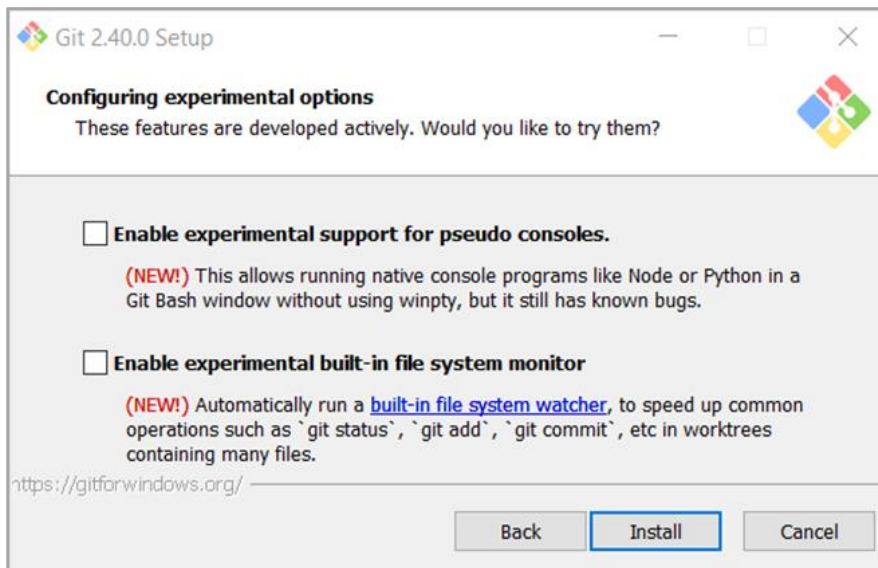 Git 2.40.0 Setup
Configuring experimental options
These features are developed actively. Would you like to try them?
Enable experimental support for pseudo consoles.
(NEW!) This allows running native console programs like Node or Python in a
Git Bash window without using winpty, but it still has known bugs.
Enable experimental built-in file system monitor
(NEW!) Automatically run a built-in file system watcher, to speed up common
operations such as `git status`, `git add`, `git commit`, etc in worktrees
containing many files.
https://gitforwindows.org/
Back Install Cancel